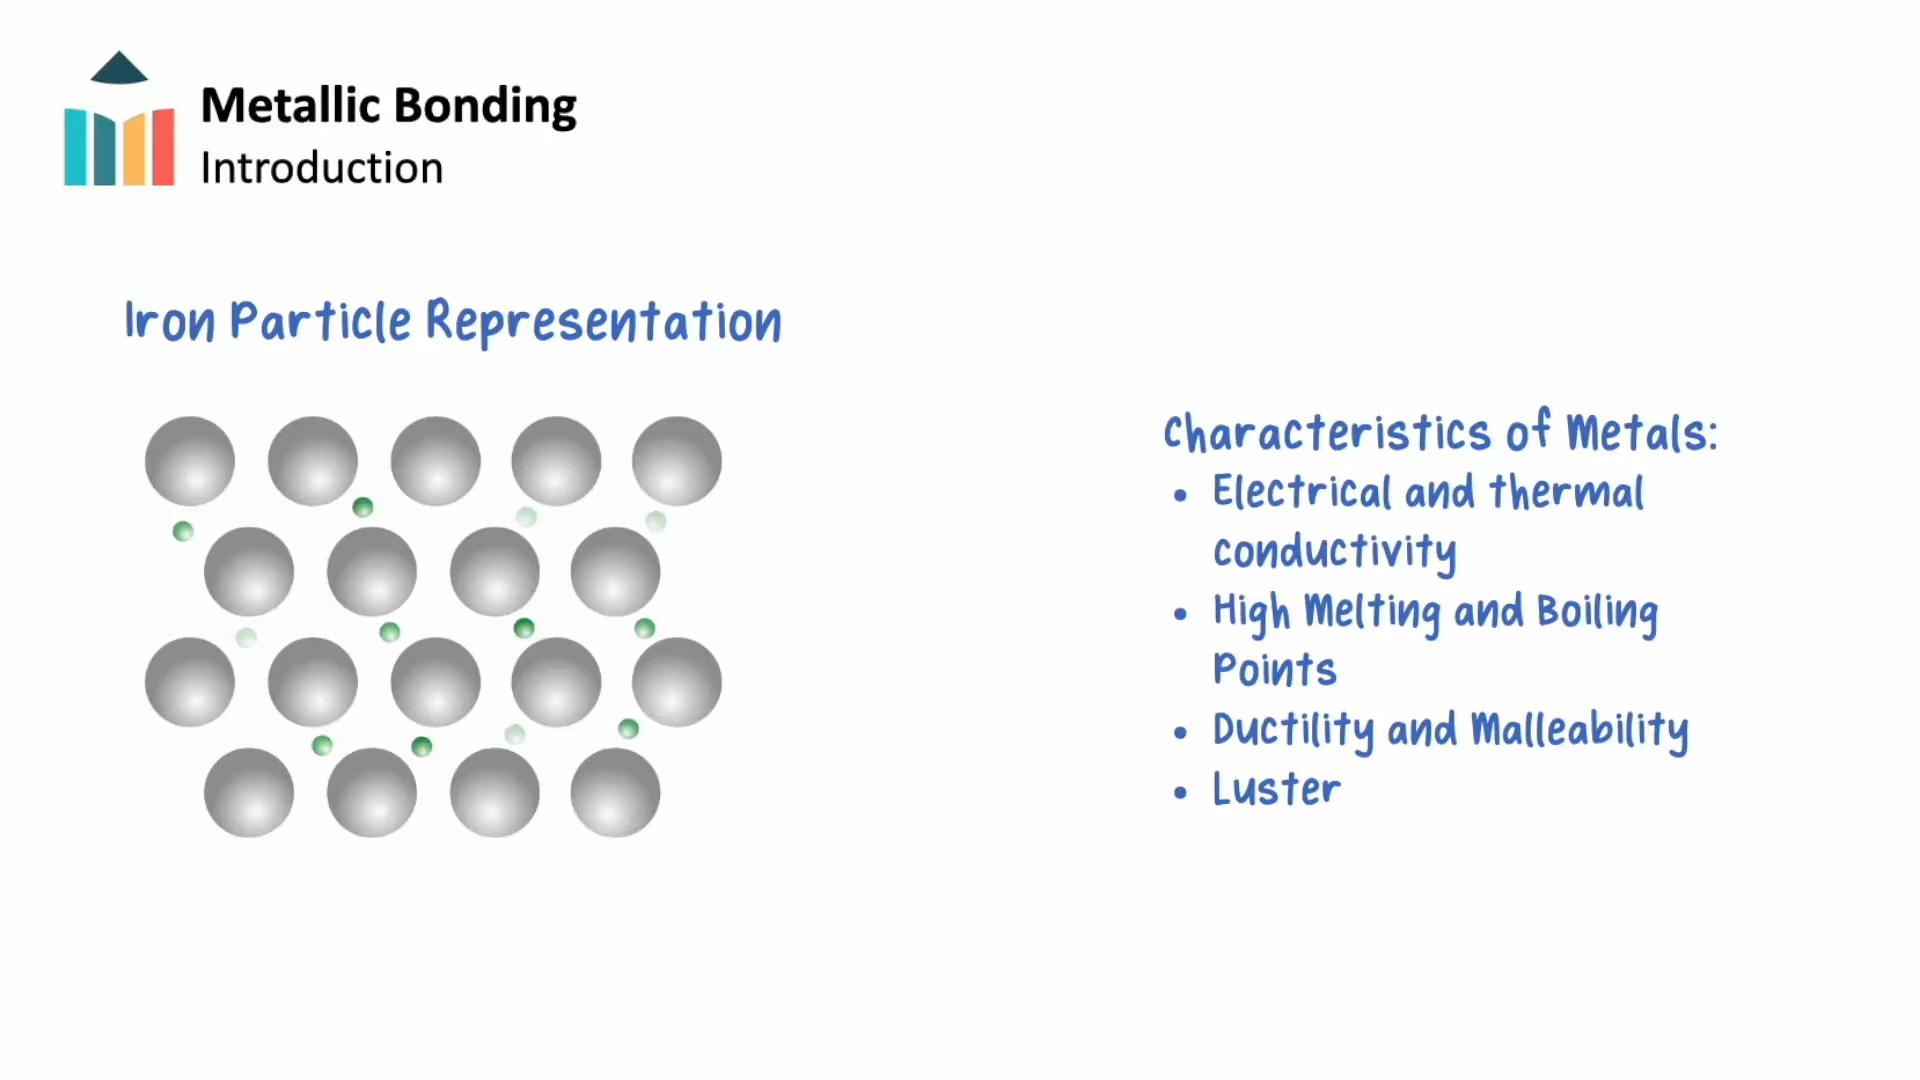 Metallic Bonding
Introduction
Iron Particle Representation
Characteristics of Metals:
• Electrical and thermal
conductivity
• High Melting and Boiling
Points
• Ductility and Malleability
• Luster